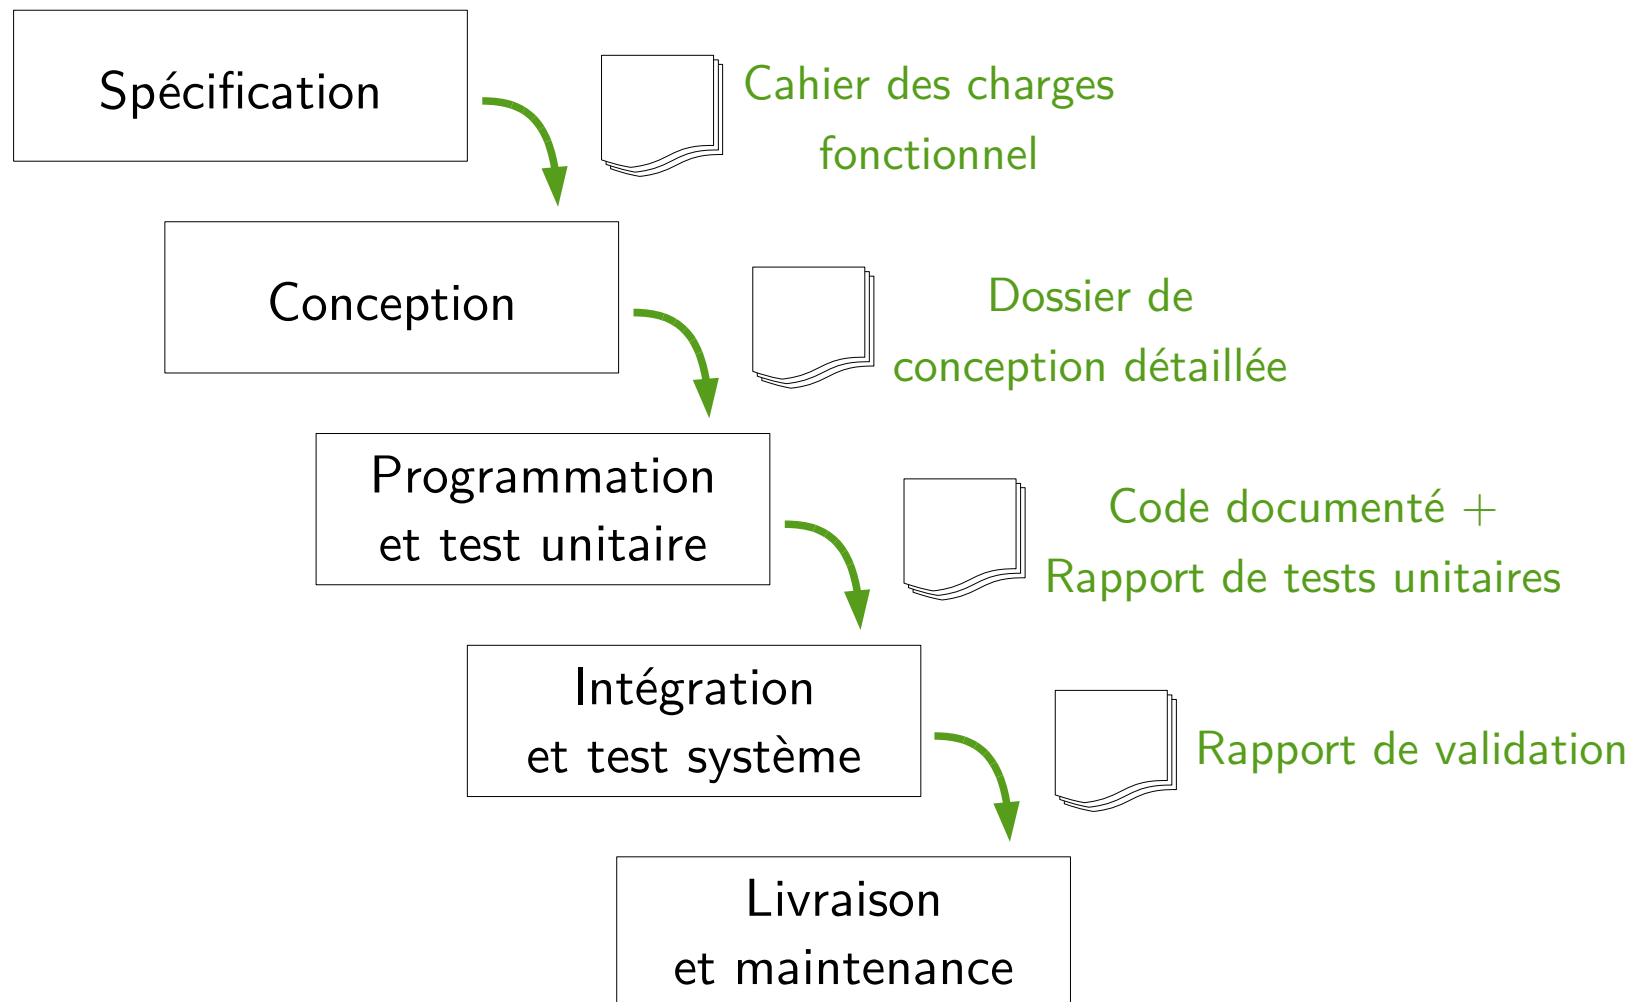 Spécification
Cahier des charges
fonctionnel
Conception
Dossier de
conception détaillée
Programmation
et test unitaire
Code documenté +
Rapport de tests unitaires
Intégration
et test système
Rapport de validation
Livraison
et maintenance